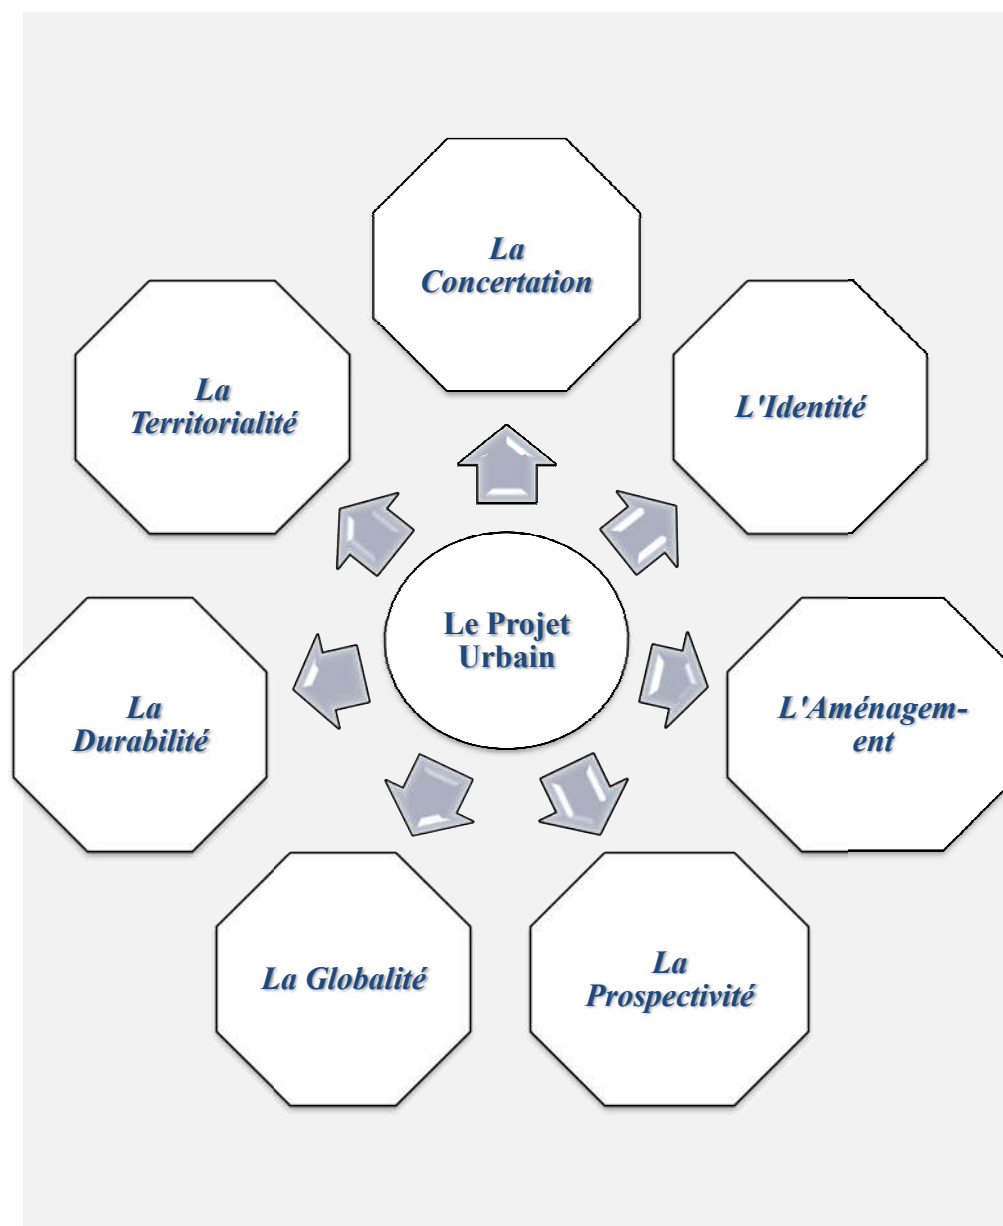 La
Concertation
La
Territorialité
L'Identité
Le Projet
Urbain
La
Durabilité
L'Aménagem-
ent
La Globalité
La
Prospectivité